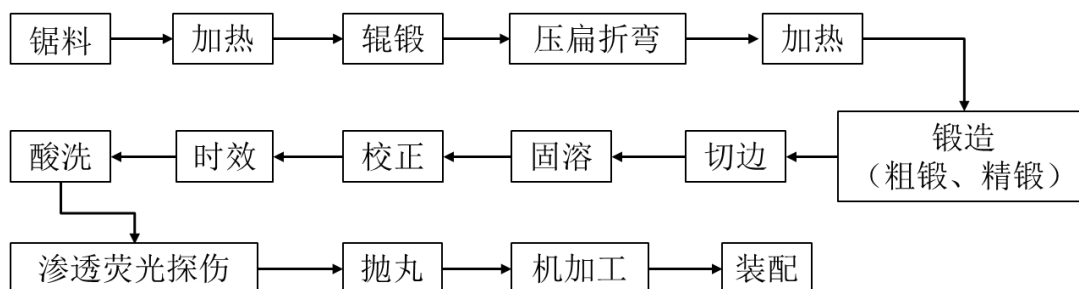 锯料
加热
辊锻
压扁折弯
加热
锻造
（粗锻、精锻）
切边
固溶
校正
时效
酸洗
渗透荧光探伤
抛丸
机加工
装配